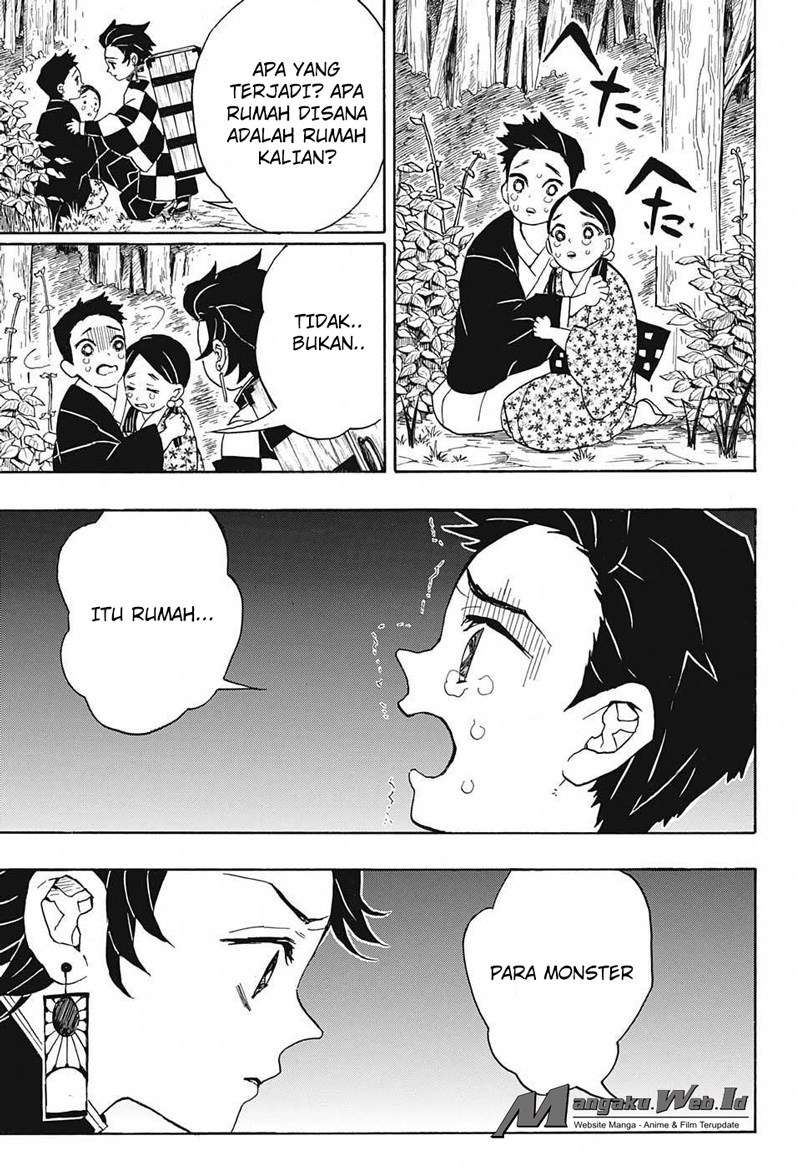 へた
へた
APA YANG
TERJADI? APA
RUMAH DISANA
ADALAH RUMAH
KALIAN?
TIDAK..
BUKAN..
ITU RUMAH...
PARA MONSTER
Mangaku.Web.Id
Website Manga - Anime & Film Terupdate